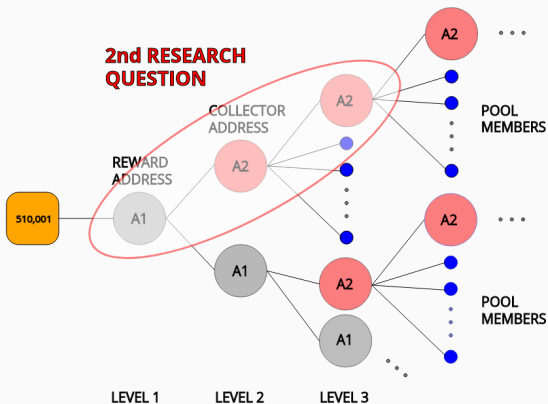 2nd RESEARCH
QUESTION
A2
COLLECTOR
ADDRESS
A2
POOL
MEMBERS
REWARD
ADDRESS
A2
510,001
A1
A2
A1
A2
POOL
MEMBERS
A1
LEVEL 1
LEVEL 2
LEVEL 3